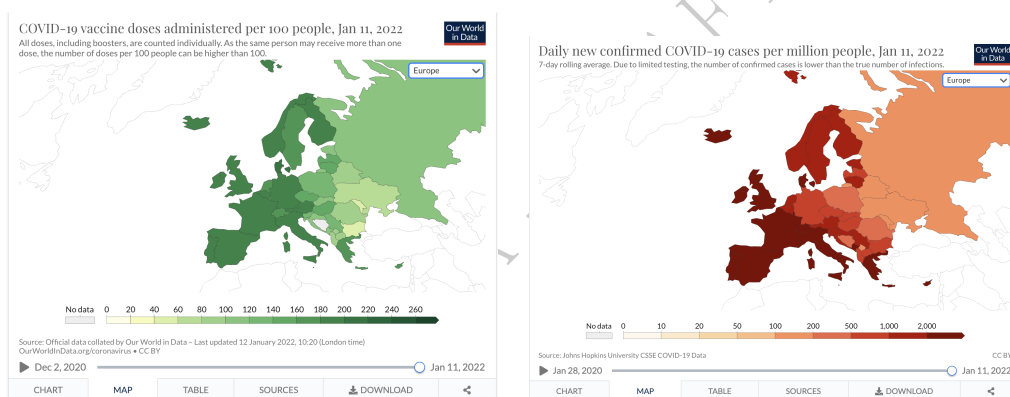 COVID-19 vaccine doses administered per 100 people, Jan 11, 2022
All doses, including boosters, are counted individually. As the same person may receive more than one
dose, the number of doses per 100 people can be higher than 100.
Our World
in Data
Europe
No data 0 20 40 60 80 100 120 140 160 180 200 220 240 260
Source: Official data collated by Our World in Data – Last updated 12 January 2022, 10:20 (London time)
OurWorldInData.org/coronavirus • CC BY
Dec 2, 2020 Jan 11, 2022
CHART MAP TABLE SOURCES DOWNLOAD
Daily new confirmed COVID-19 cases per million people, Jan 11, 2022
7-day rolling average. Due to limited testing, the number of confirmed cases is lower than the true number of infections.
Our World
in Data
Europe
No data 0 10 20 50 100 200 500 1,000 2,000
Source: Johns Hopkins University CSSE COVID-19 Data CC BY
Jan 28, 2020 Jan 11, 2022
CHART MAP TABLE SOURCES DOWNLOAD